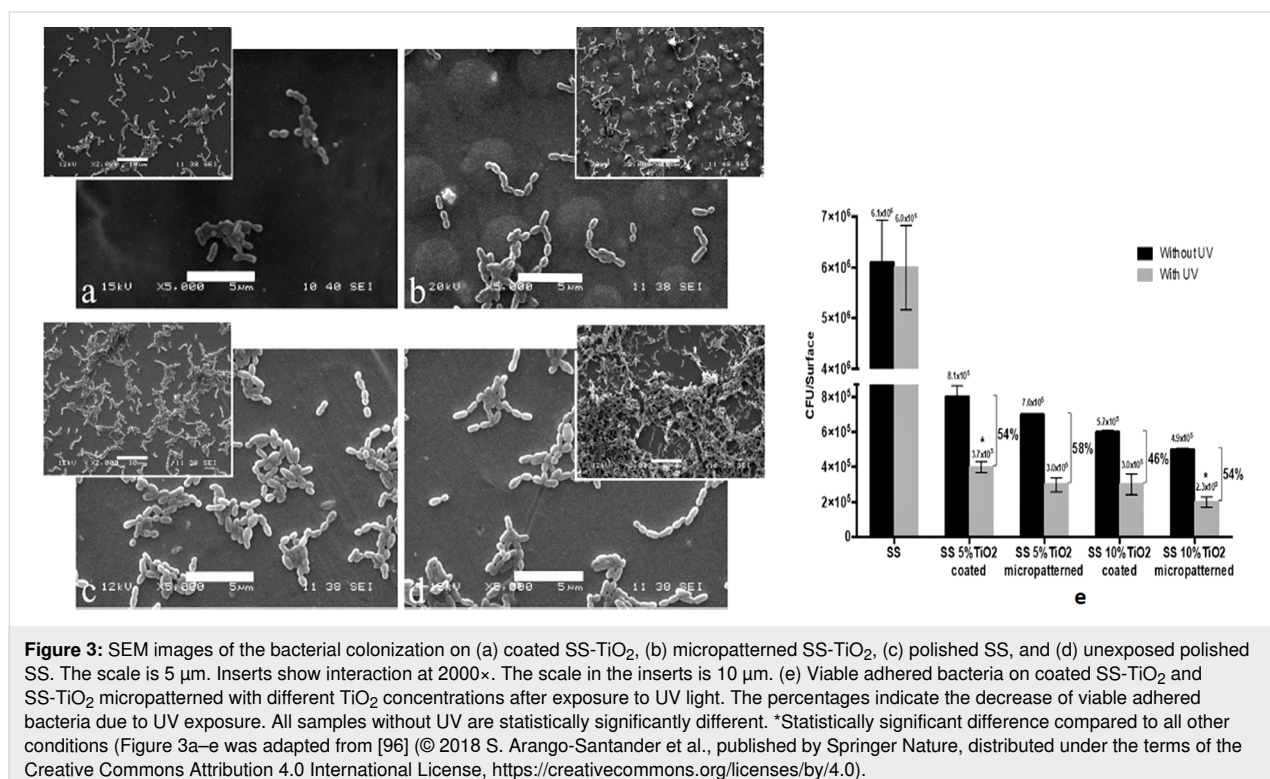 a 15kV X5,000 5µm 10 40 SEI
b 20kV X5,000 5µm 11 38 SEI
12kV X2,000 10µm 11 38 SEI
c 12kV X5,000 5µm 11 38 SEI
d 12kV X5,000 5µm 11 38 SEI
CFU/Surface
7×10⁶
6×10⁶
5×10⁶
4×10⁶
8×10⁵
6×10⁵
4×10⁵
2×10⁵
0
6.1x10⁶ 6.0x10⁶
8.1x10⁵ 3.7x10⁵ * 54%
7.0x10⁵ 3.0x10⁵ 58%
5.7x10⁵ 3.0x10⁵ 46%
4.9x10⁵ 2.3x10⁵ * 54%
Without UV
With UV
SS SS 5%TiO2 SS 5%TiO2 SS 10%TiO2 SS 10%TiO2
coated micropatterned coated micropatterned
e
Figure 3: SEM images of the bacterial colonization on (a) coated SS-TiO₂, (b) micropatterned SS-TiO₂, (c) polished SS, and (d) unexposed polished
SS. The scale is 5 μm. Inserts show interaction at 2000×. The scale in the inserts is 10 μm. (e) Viable adhered bacteria on coated SS-TiO₂ and
SS-TiO₂ micropatterned with different TiO₂ concentrations after exposure to UV light. The percentages indicate the decrease of viable adhered
bacteria due to UV exposure. All samples without UV are statistically significantly different. *Statistically significant difference compared to all other
conditions (Figure 3a–e was adapted from [96] (© 2018 S. Arango-Santander et al., published by Springer Nature, distributed under the terms of the
Creative Commons Attribution 4.0 International License, https://creativecommons.org/licenses/by/4.0).